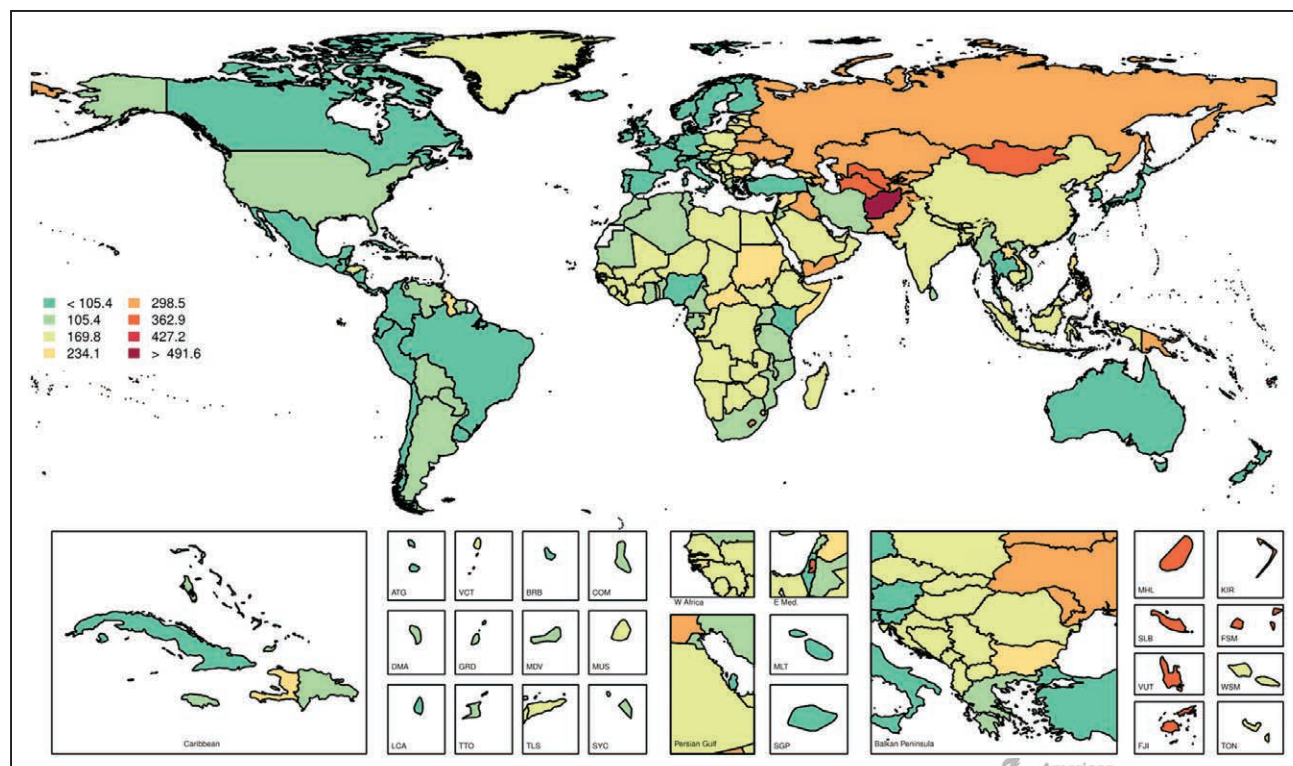 < 105.4 298.5
105.4 362.9
169.8 427.2
234.1 > 491.6
Caribbean
ATG VCT BRB COM
DMA GRD MDV MUS
LCA TTO TLS SYC
W Africa E Med.
Persian Gulf
MLT
SGP
Balkan Peninsula
MHL KIR
SLB FSM
VUT WSM
FJI TON